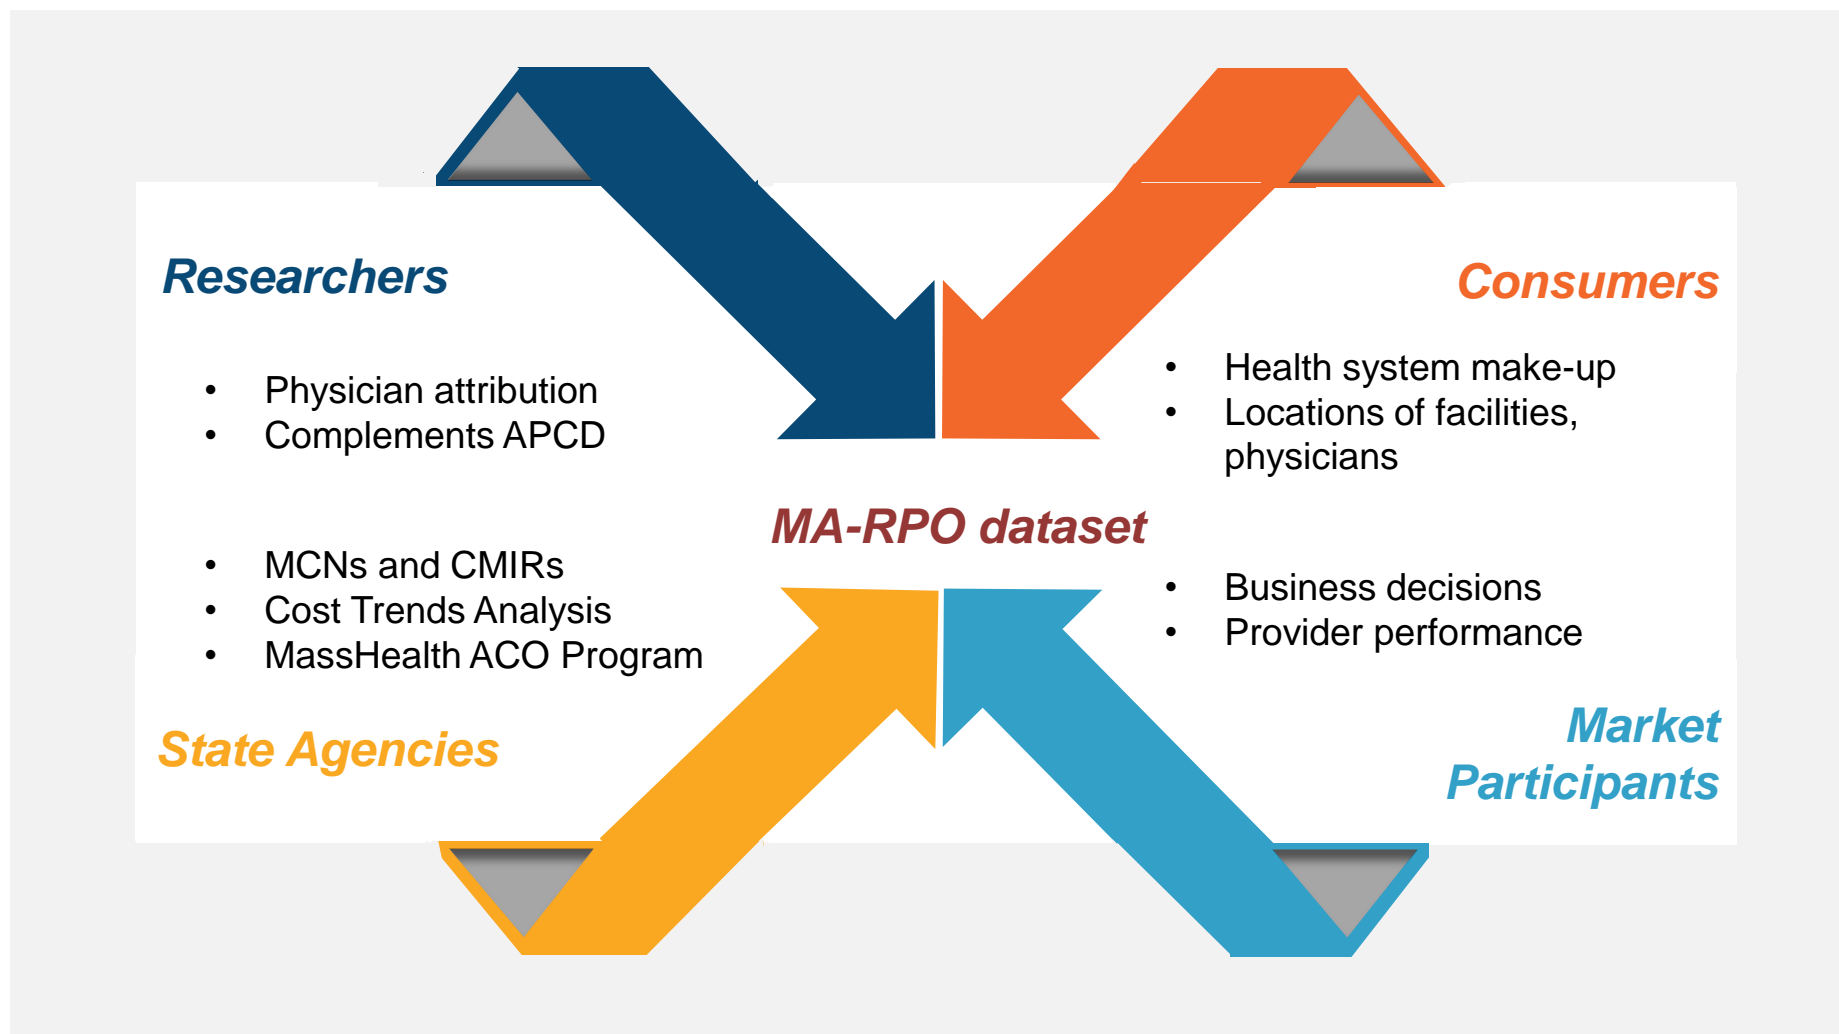 Researchers
• Physician attribution
• Complements APCD
• MCNs and CMIRs
• Cost Trends Analysis
• MassHealth ACO Program
State Agencies
MA-RPO dataset
Consumers
• Health system make-up
• Locations of facilities,
physicians
• Business decisions
• Provider performance
Market
Participants